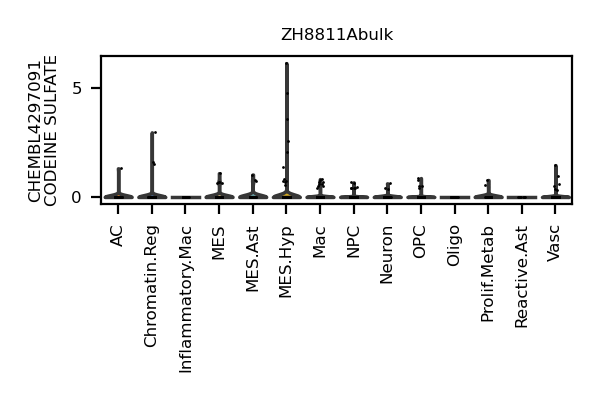 ZH8811Abulk
CHEMBL4297091
CODEINE SULFATE
5
0
AC
Chromatin.Reg
Inflammatory.Mac
MES
MES.Ast
MES.Hyp
Mac
NPC
Neuron
OPC
Oligo
Prolif.Metab
Reactive.Ast
Vasc